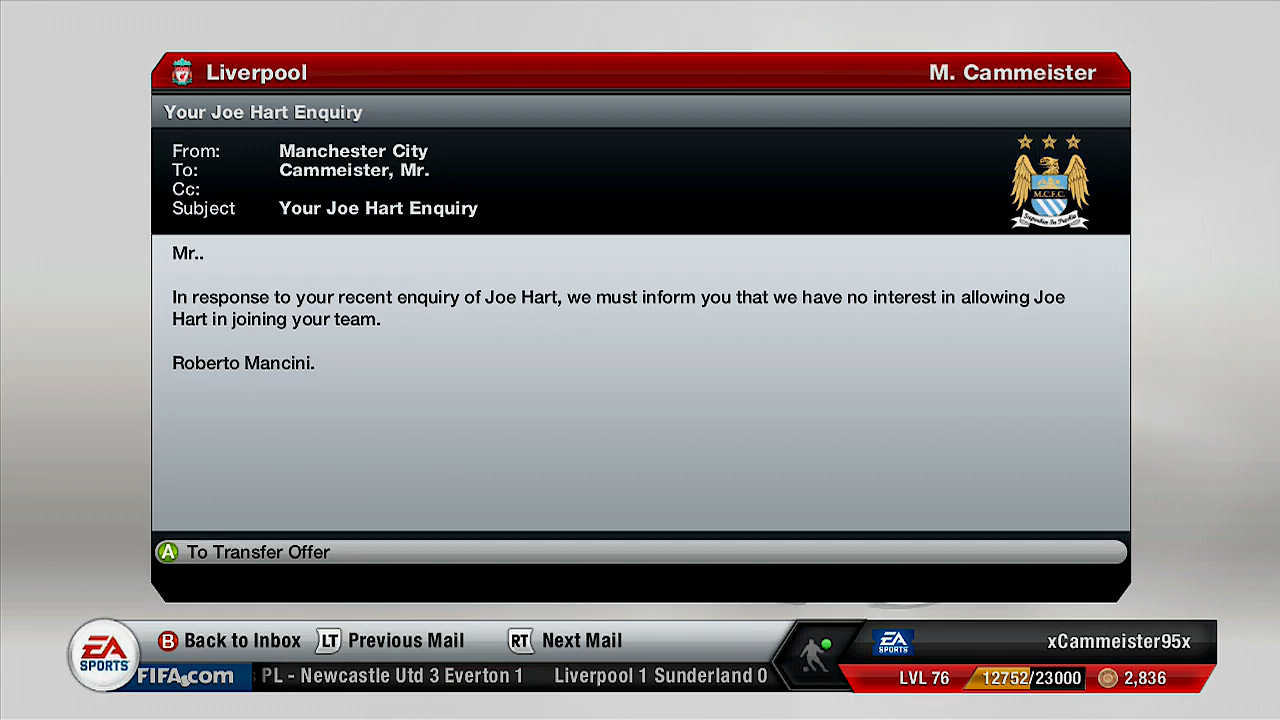 Liverpool
M. Cammeister
Your Joe Hart Enquiry
From: Manchester City
To: Cammeister, Mr.
Cc:
Subject Your Joe Hart Enquiry
M.C.F.C.
Mr..
In response to your recent enquiry of Joe Hart, we must inform you that we have no interest in allowing Joe
Hart in joining your team.
Roberto Mancini.
A To Transfer Offer
B Back to Inbox LT Previous Mail RT Next Mail
EA SPORTS
EA SPORTS
xCammeister95x
FIFA.com
PL - Newcastle Utd 3 Everton 1 Liverpool 1 Sunderland 0
LVL 76 12752/23000 2,836